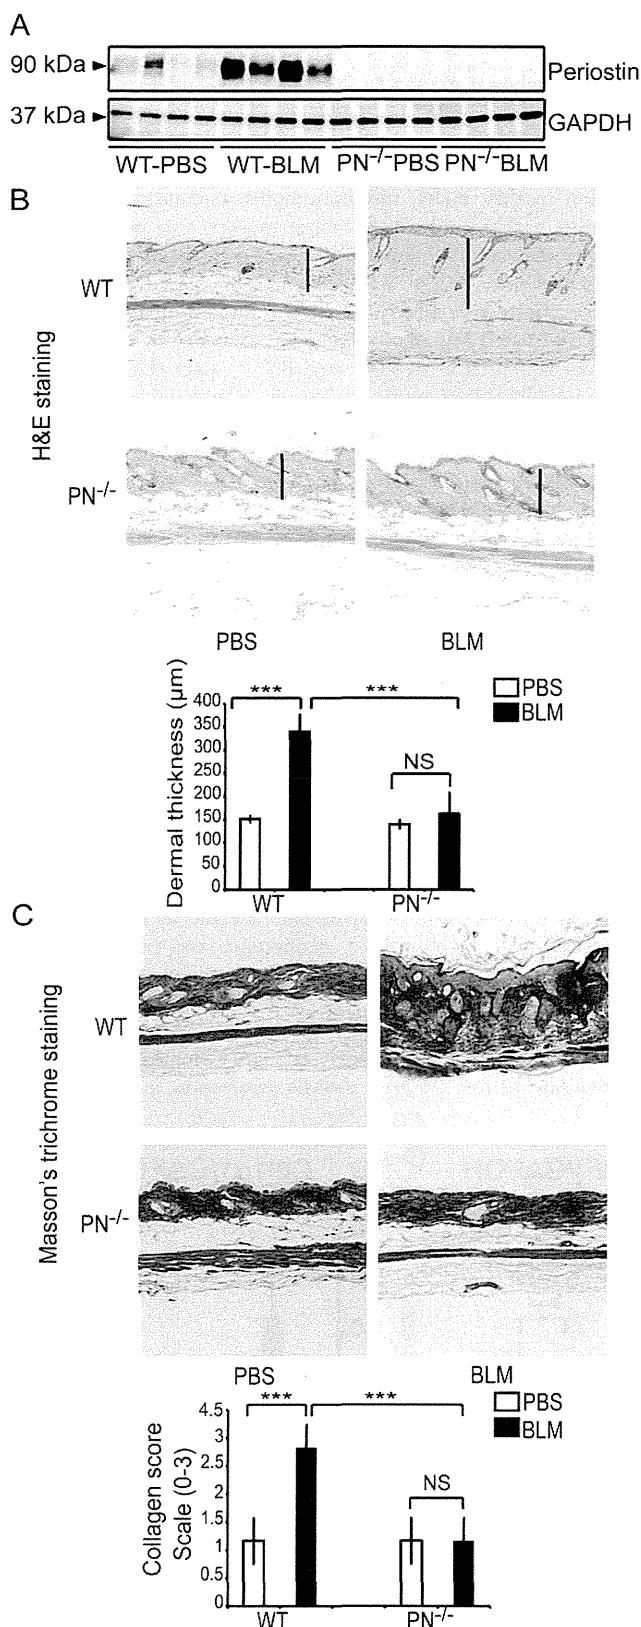 A
90 kDa
Periostin
37 kDa
GAPDH
WT-PBS WT-BLM PN-/-PBS PN-/-BLM
B
H&E staining
WT
PN-/-
PBS BLM
Dermal thickness (µm)
400
350
300
250
200
150
100
50
0
*** ***
NS
PBS
BLM
WT PN-/-
C
Masson's trichrome staining
WT
PN-/-
PBS BLM
Collagen score
Scale (0-3)
4.5
3
2.5
2
1.5
1
0.5
0
*** ***
NS
PBS
BLM
WT PN-/-